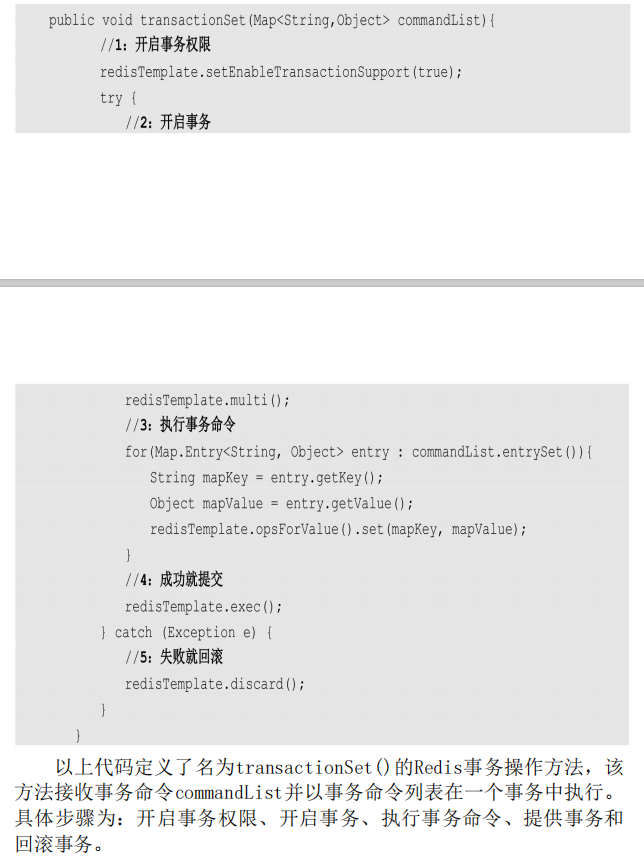 public void transactionSet(Map<String,Object> commandList){
//1：开启事务权限
redisTemplate.setEnableTransactionSupport(true);
try {
//2：开启事务
redisTemplate.multi();
//3：执行事务命令
for(Map.Entry<String, Object> entry : commandList.entrySet()){
String mapKey = entry.getKey();
Object mapValue = entry.getValue();
redisTemplate.opsForValue().set(mapKey, mapValue);
}
//4：成功就提交
redisTemplate.exec();
} catch (Exception e) {
//5：失败就回滚
redisTemplate.discard();
}
}
以上代码定义了名为transactionSet()的Redis事务操作方法，该
方法接收事务命令commandList并以事务命令列表在一个事务中执行。
具体步骤为：开启事务权限、开启事务、执行事务命令、提供事务和
回滚事务。